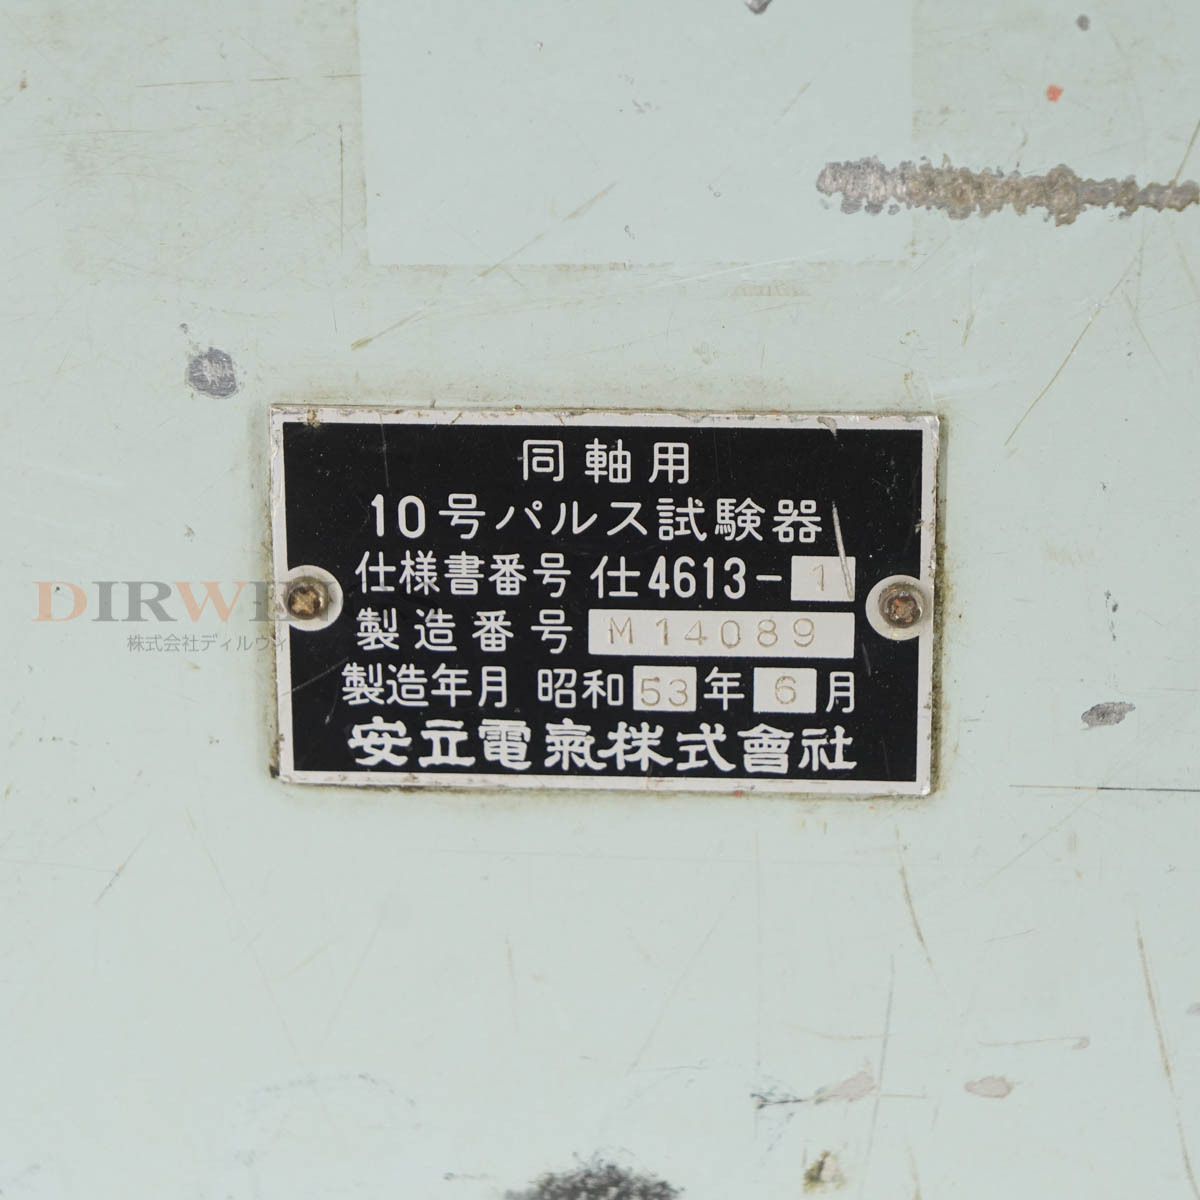 同軸用
10号パルス試験器
仕様書番号 仕4613-1
製造番号 M14089
製造年月 昭和53年6月
安立電氣株式會社
DIRWIN
株式会社ディルウィ